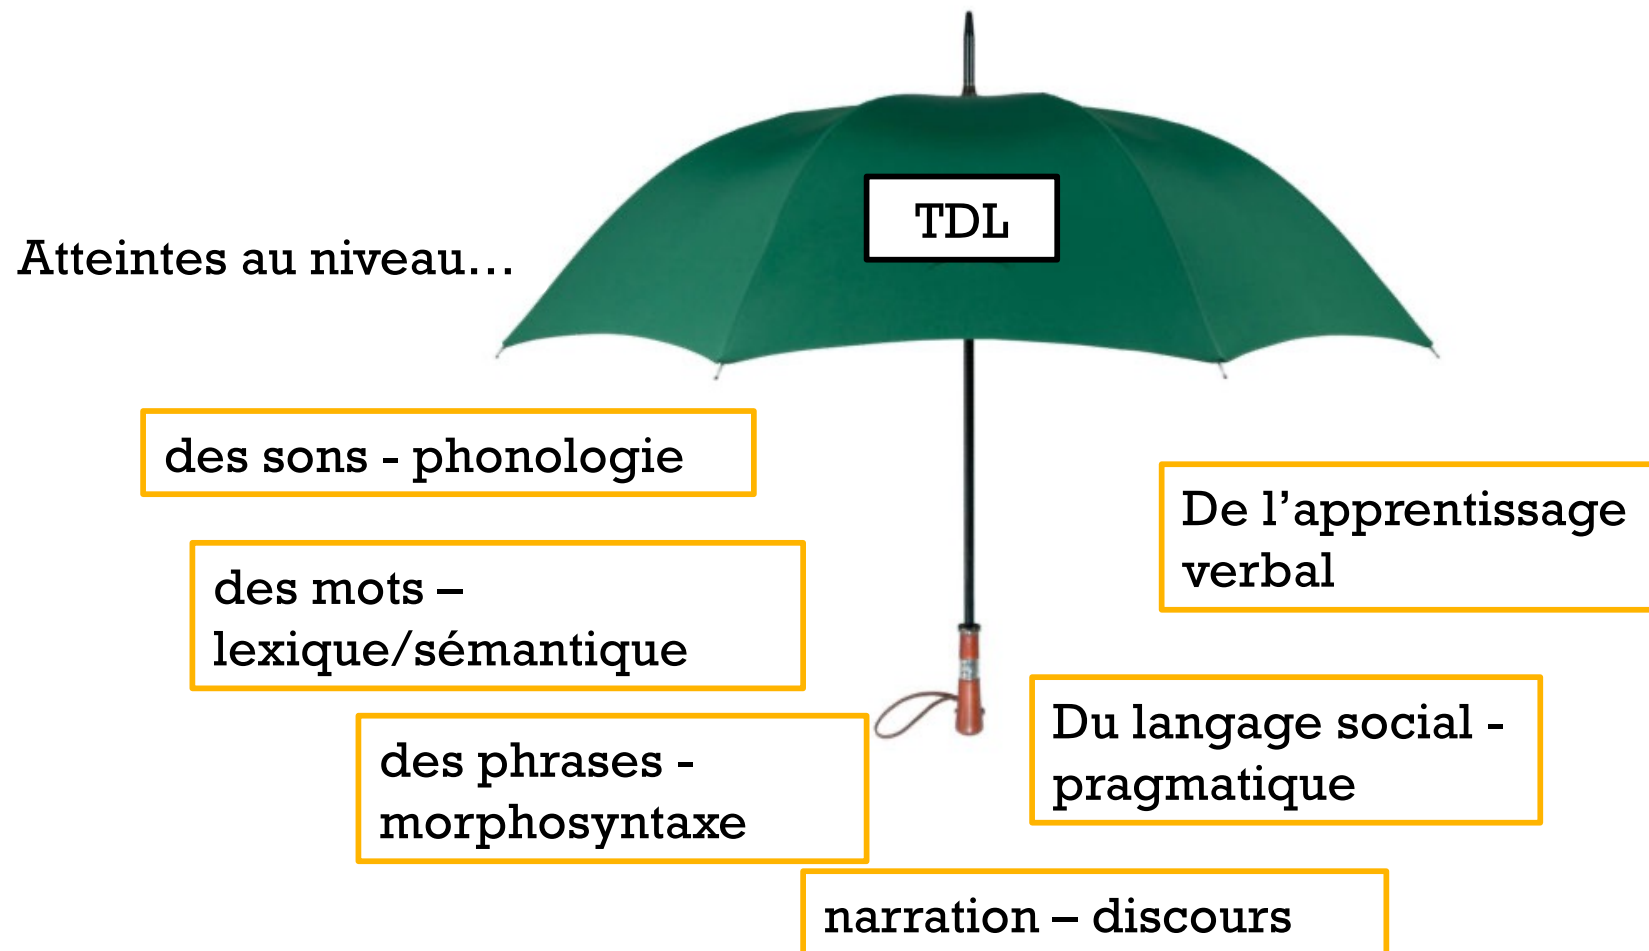 TDL
Atteintes au niveau…
des sons - phonologie
des mots –
lexique/sémantique
des phrases -
morphosyntaxe
narration – discours
Du langage social -
pragmatique
De l’apprentissage
verbal